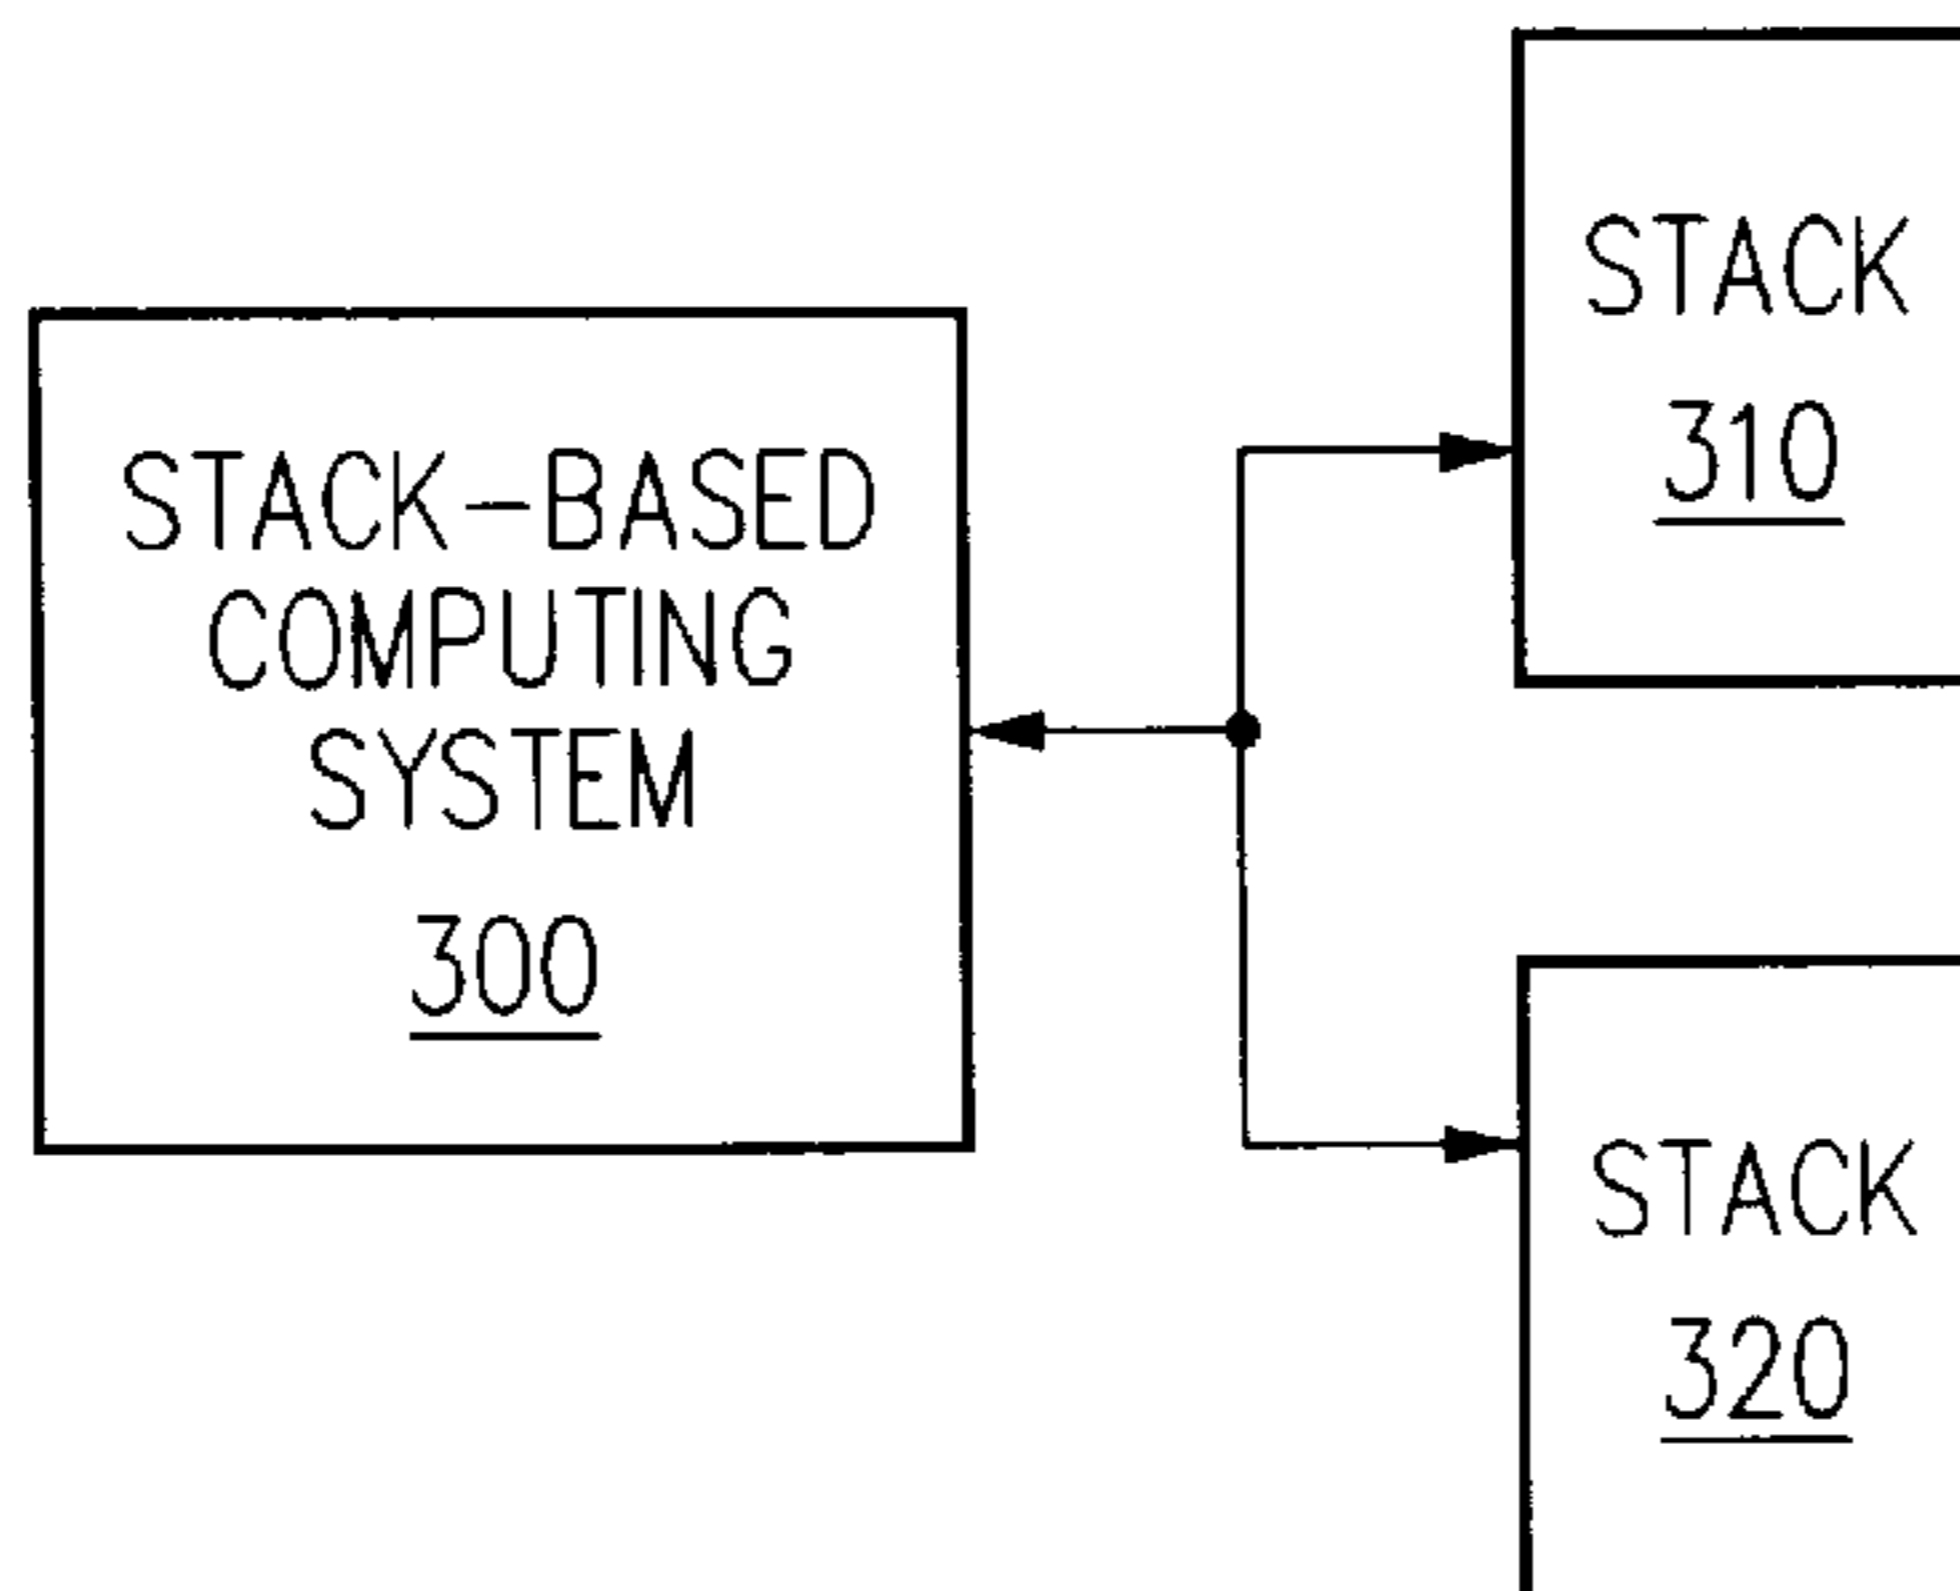 STACK-BASED
COMPUTING
SYSTEM
300
STACK
310
STACK
320